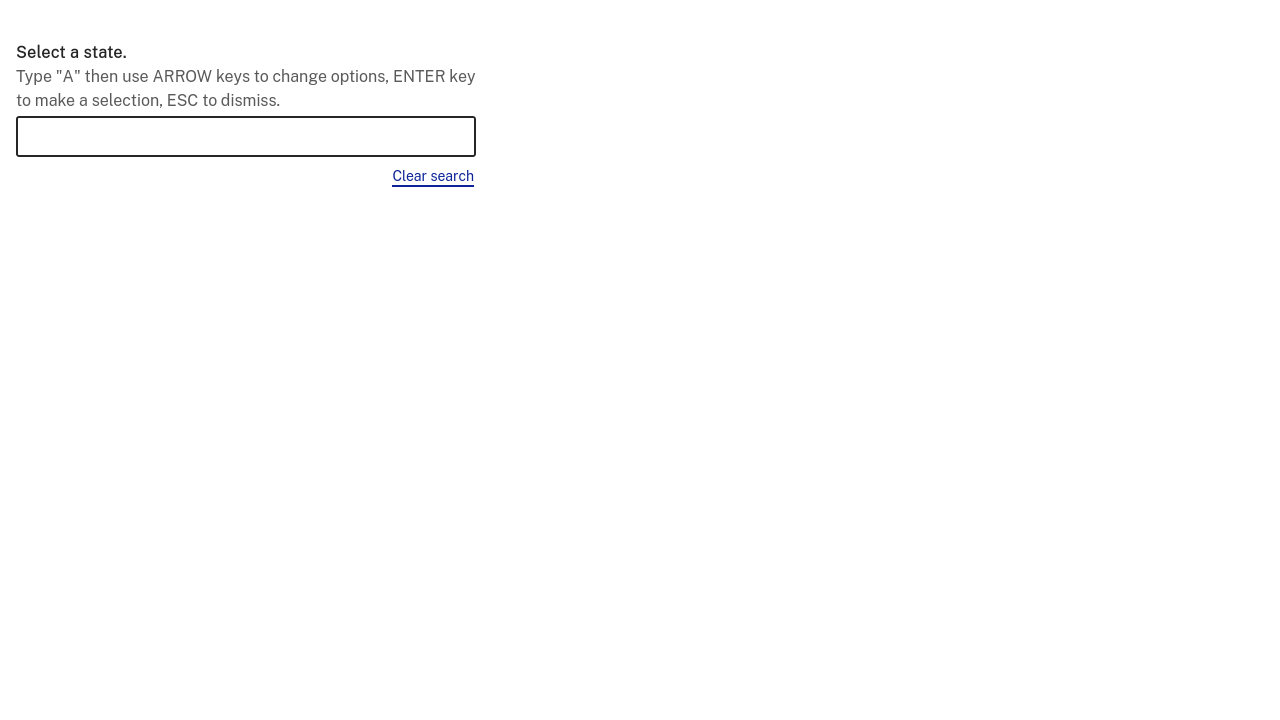 Select a state.
Type "A" then use ARROW keys to change options, ENTER key
to make a selection, ESC to dismiss.
Clear search